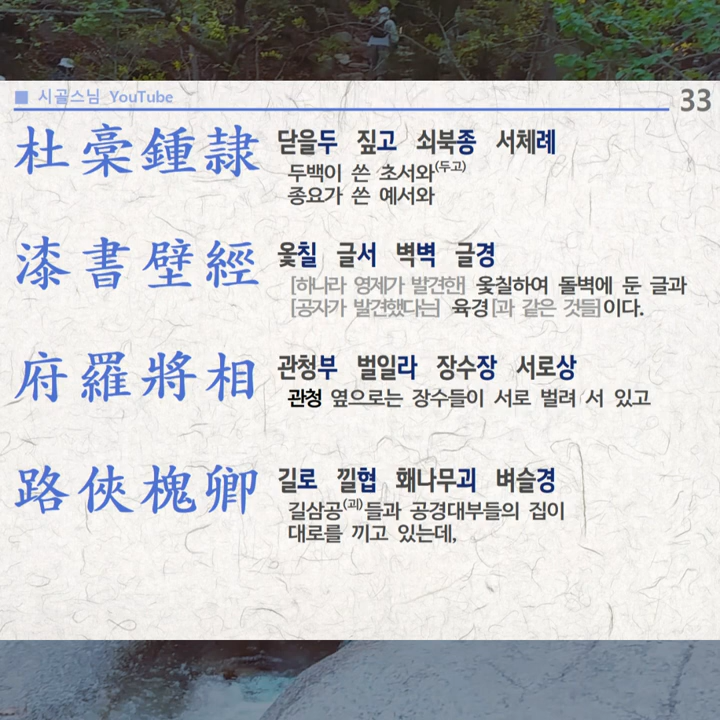 ■ 시골스님 YouTube 33
杜稾鍾隷 닫을두 짚고 쇠북종 서체례
두백이 쓴 초서와(두고)
종요가 쓴 예서와
漆書壁經 옻칠 글서 벽벽 글경
[하나라 영제가 발견한] 옻칠하여 돌벽에 둔 글과
[공자가 발견했다는] 육경[과 같은 것들]이다.
府羅將相 관청부 벌일라 장수장 서로상
관청 옆으로는 장수들이 서로 벌려 서 있고
路俠槐卿 길로 낄협 홰나무괴 벼슬경
길삼공(괴)들과 공경대부들의 집이
대로를 끼고 있는데,